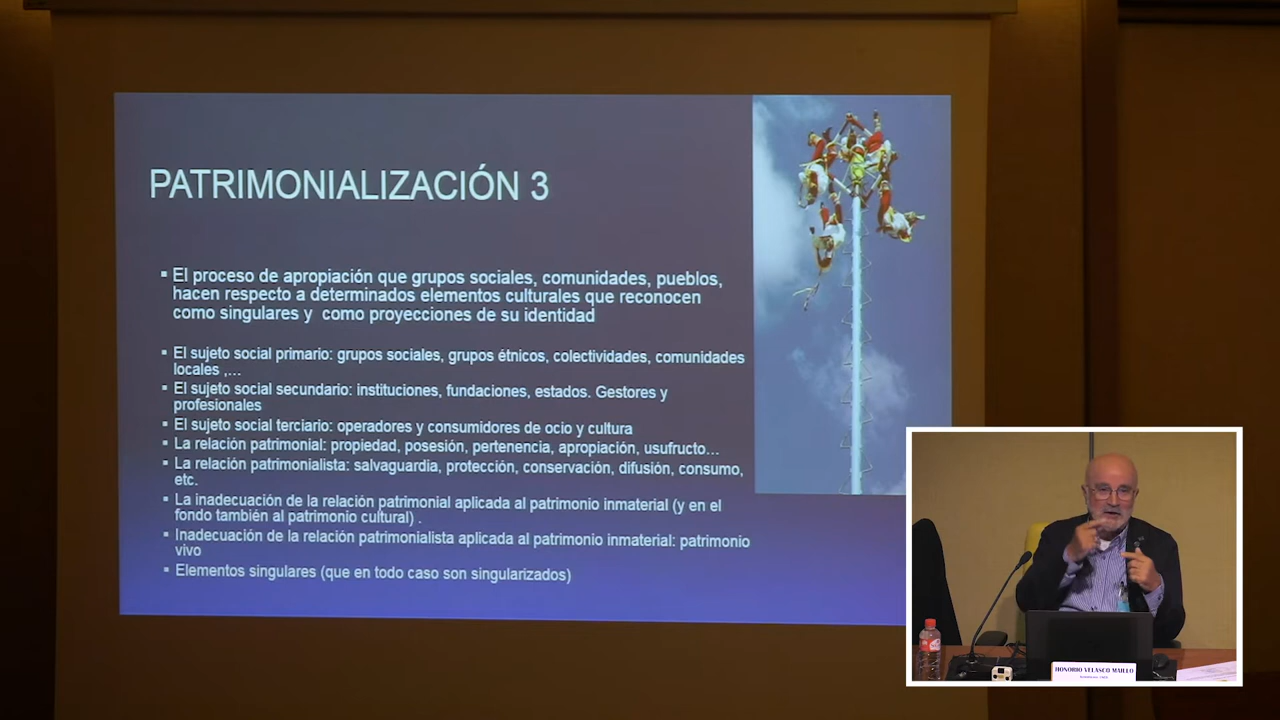 PATRIMONIALIZACIÓN 3
▪ El proceso de apropiación que grupos sociales, comunidades, pueblos,
hacen respecto a determinados elementos culturales que reconocen
como singulares y como proyecciones de su identidad
▪ El sujeto social primario: grupos sociales, grupos étnicos, colectividades, comunidades
locales ,...
▪ El sujeto social secundario: instituciones, fundaciones, estados. Gestores y
profesionales
▪ El sujeto social terciario: operadores y consumidores de ocio y cultura
▪ La relación patrimonial: propiedad, posesión, pertenencia, apropiación, usufructo...
▪ La relación patrimonialista: salvaguardia, protección, conservación, difusión, consumo,
etc.
▪ La inadecuación de la relación patrimonial aplicada al patrimonio inmaterial (y en el
fondo también al patrimonio cultural) .
▪ Inadecuación de la relación patrimonialista aplicada al patrimonio inmaterial: patrimonio
vivo
▪ Elementos singulares (que en todo caso son singularizados)
HONORIO VELASCO MAILLO